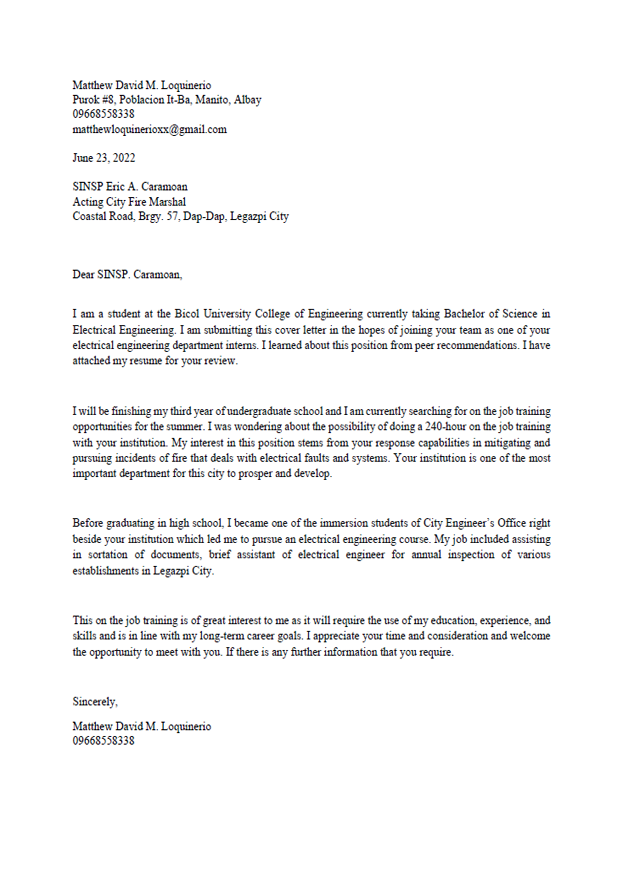 Matthew David M. Loquinerio
Purok #8, Poblacion It-Ba, Manito, Albay
09668558338
matthewloquinerioxx@gmail.com
June 23, 2022
SINSP Eric A. Caramoan
Acting City Fire Marshal
Coastal Road, Brgy. 57, Dap-Dap, Legazpi City
Dear SINSP. Caramoan,
I am a student at the Bicol University College of Engineering currently taking Bachelor of Science in
Electrical Engineering. I am submitting this cover letter in the hopes of joining your team as one of your
electrical engineering department interns. I learned about this position from peer recommendations. I have
attached my resume for your review.
I will be finishing my third year of undergraduate school and I am currently searching for on the job training
opportunities for the summer. I was wondering about the possibility of doing a 240-hour on the job training
with your institution. My interest in this position stems from your response capabilities in mitigating and
pursuing incidents of fire that deals with electrical faults and systems. Your institution is one of the most
important department for this city to prosper and develop.
Before graduating in high school, I became one of the immersion students of City Engineer's Office right
beside your institution which led me to pursue an electrical engineering course. My job included assisting
in sortation of documents, brief assistant of electrical engineer for annual inspection of various
establishments in Legazpi City.
This on the job training is of great interest to me as it will require the use of my education, experience, and
skills and is in line with my long-term career goals. I appreciate your time and consideration and welcome
the opportunity to meet with you. If there is any further information that you require.
Sincerely,
Matthew David M. Loquinerio
09668558338